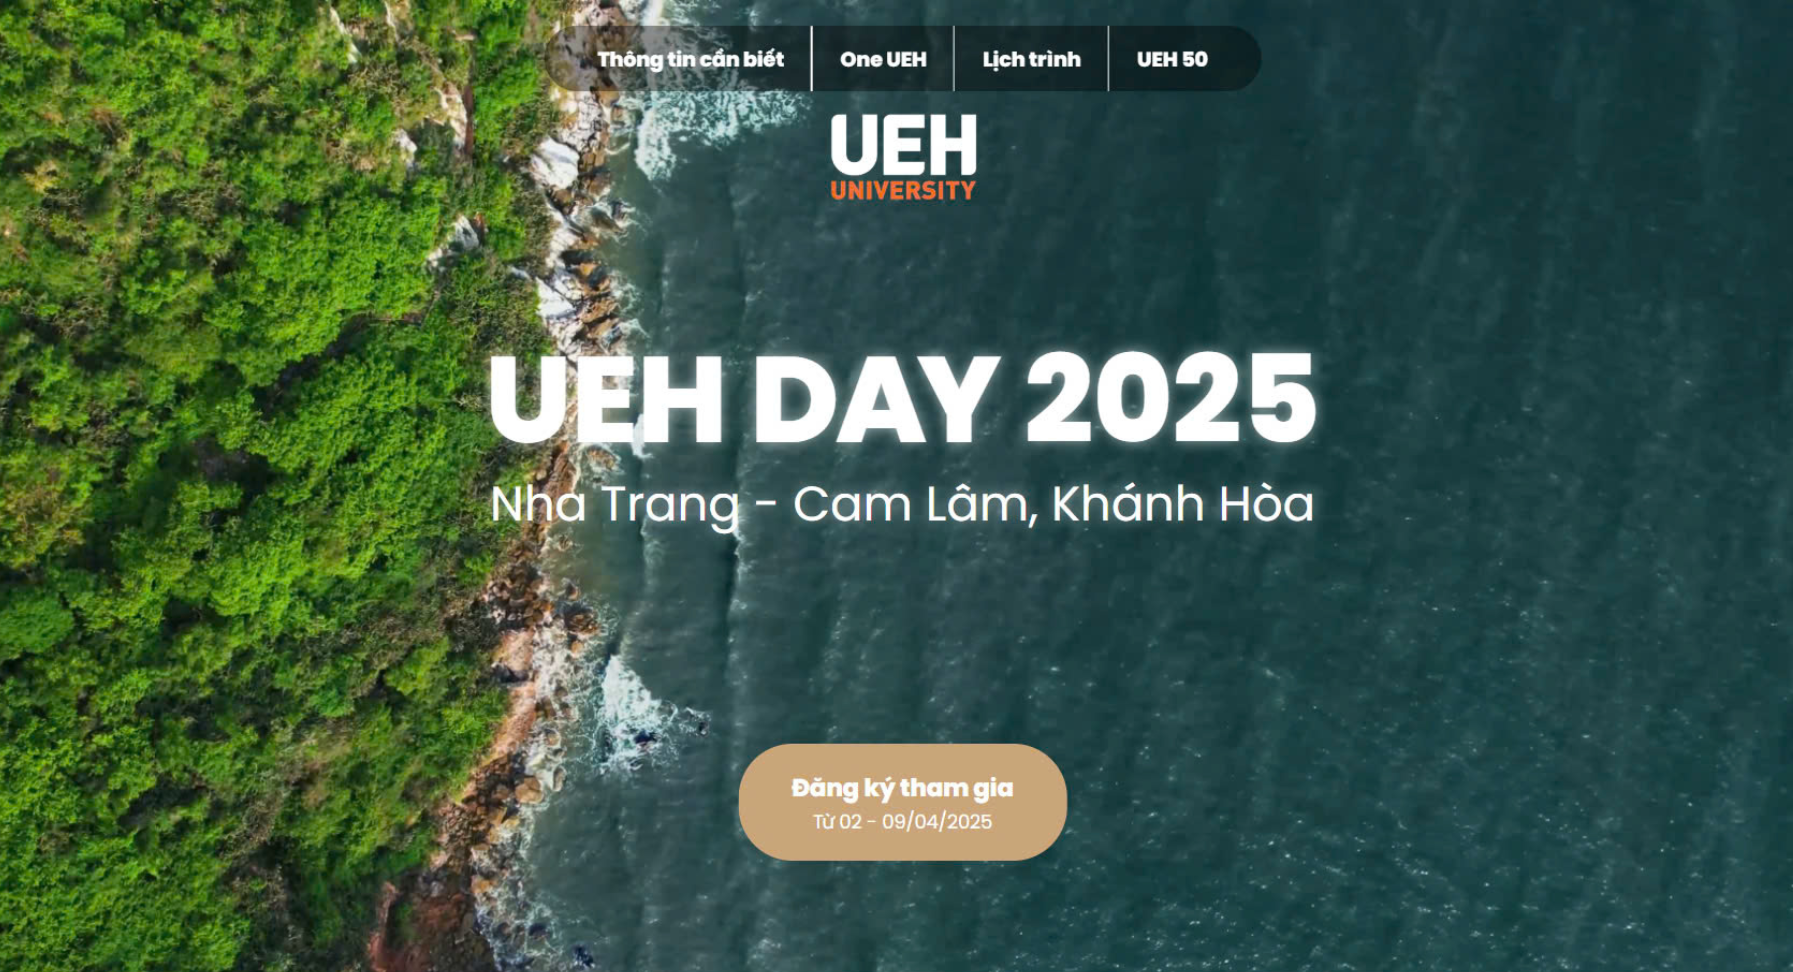 Thông tin cần biết
One UEH
Lịch trình
UEH 50
UEH
UNIVERSITY
UEH DAY 2025
Nha Trang - Cam Lâm, Khánh Hòa
Đăng ký tham gia
Từ 02 - 09/04/2025